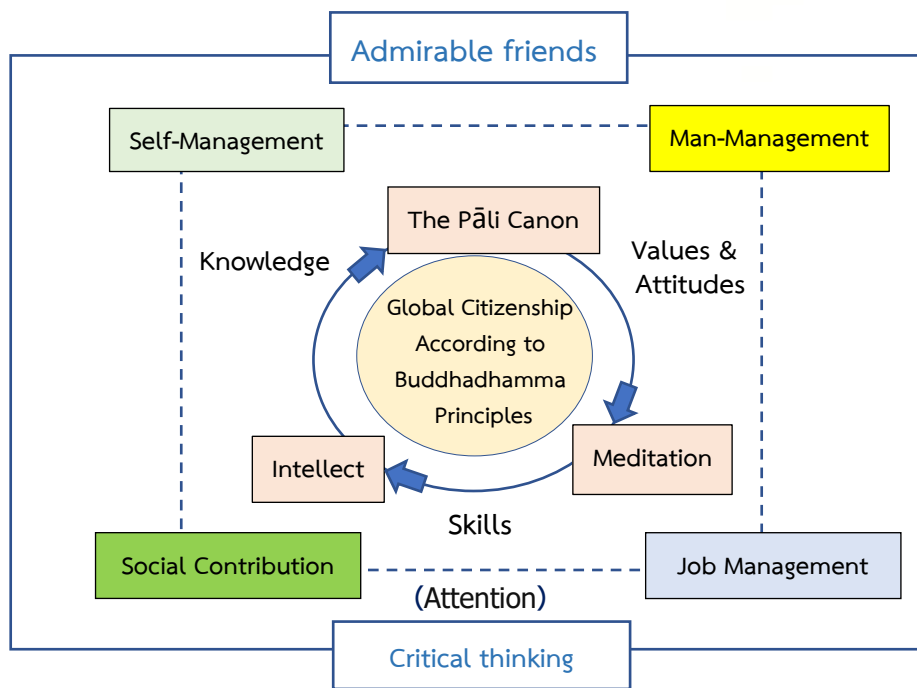 Admirable friends
Self-Management
Man-Management
The Pāli Canon
Knowledge
Values &
Attitudes
Global Citizenship
According to
Buddhadhamma
Principles
Intellect
Meditation
Skills
Social Contribution
Job Management
(Attention)
Critical thinking